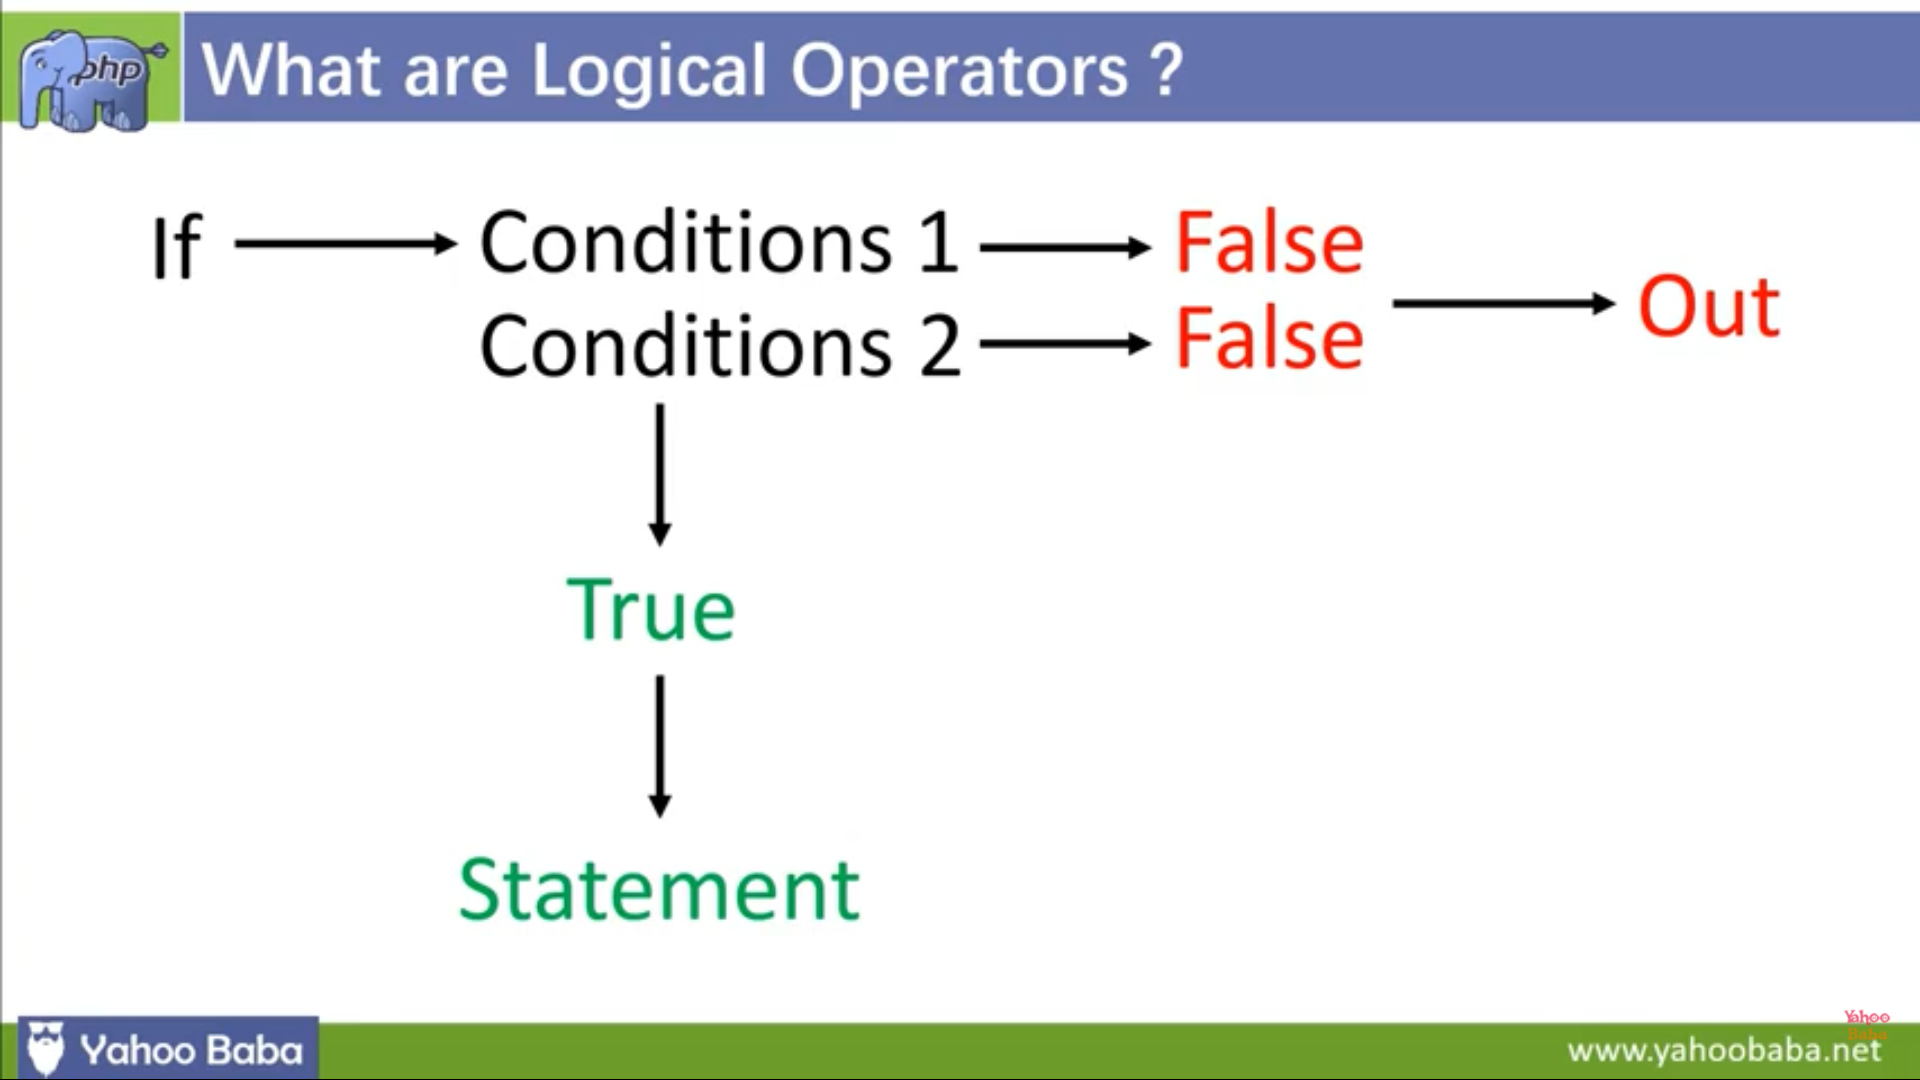 php
What are Logical Operators ?
If Conditions 1 False
Conditions 2 False
Out
True
Statement
Yahoo Baba
Yahoo
Baba
www.yahoobaba.net